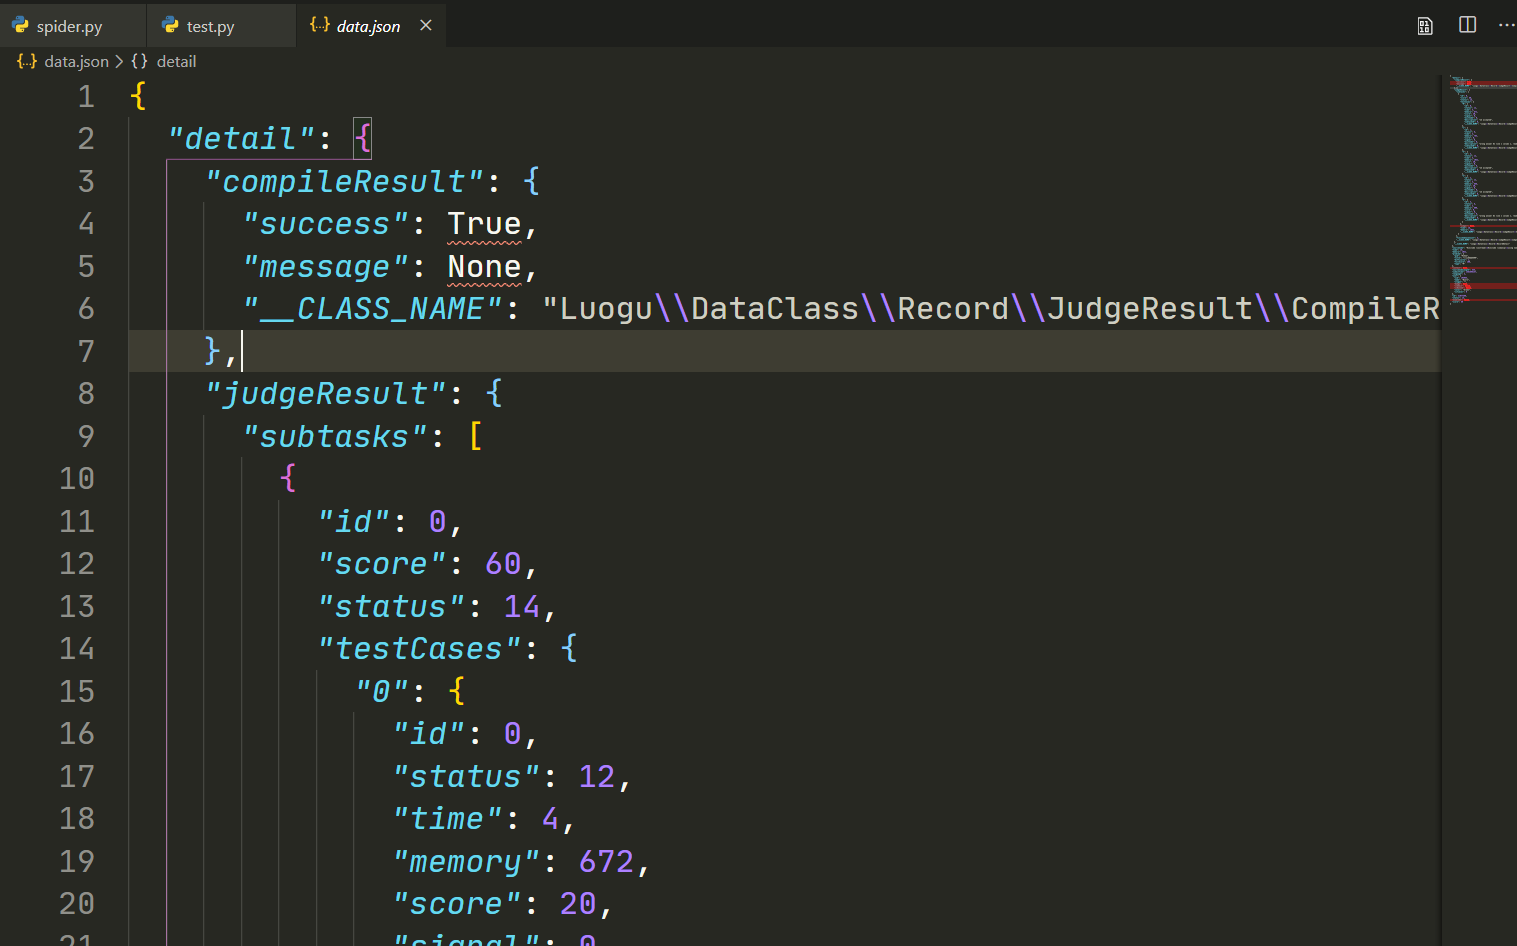 spider.py test.py {..} data.json ×
{..} data.json > {} detail
1 {
2 "detail": {
3 "compileResult": {
4 "success": True,
5 "message": None,
6 "__CLASS_NAME": "Luogu\\DataClass\\Record\\JudgeResult\\CompileR
7 },
8 "judgeResult": {
9 "subtasks": [
10 {
11 "id": 0,
12 "score": 60,
13 "status": 14,
14 "testCases": {
15 "0": {
16 "id": 0,
17 "status": 12,
18 "time": 4,
19 "memory": 672,
20 "score": 20,
21 "signal": 0